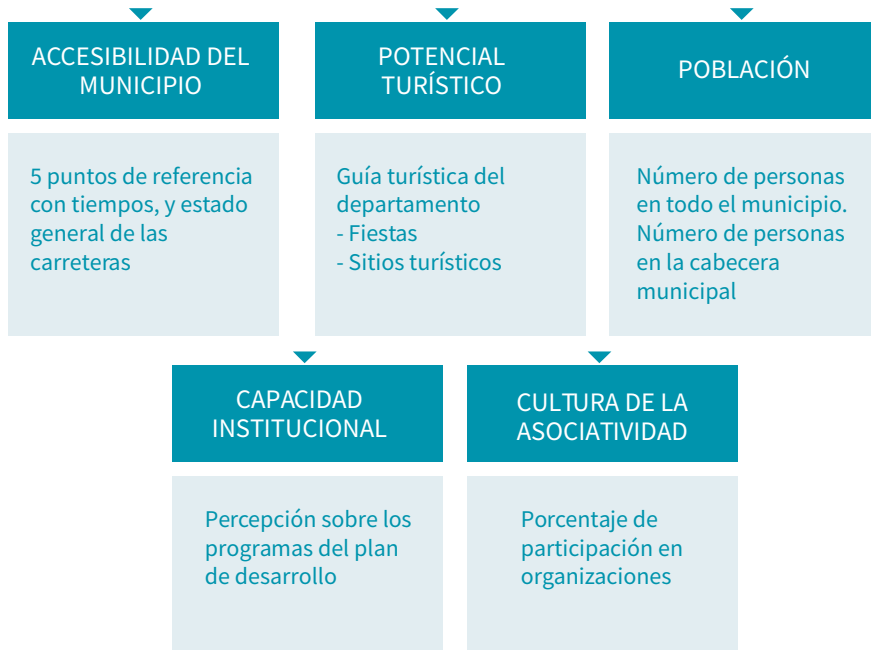 ACCESIBILIDAD DEL
MUNICIPIO
5 puntos de referencia
con tiempos, y estado
general de las
carreteras
POTENCIAL
TURÍSTICO
Guía turística del
departamento
- Fiestas
- Sitios turísticos
POBLACIÓN
Número de personas
en todo el municipio.
Número de personas
en la cabecera
municipal
CAPACIDAD
INSTITUCIONAL
Percepción sobre los
programas del plan
de desarrollo
CULTURA DE LA
ASOCIATIVIDAD
Porcentaje de
participación en
organizaciones